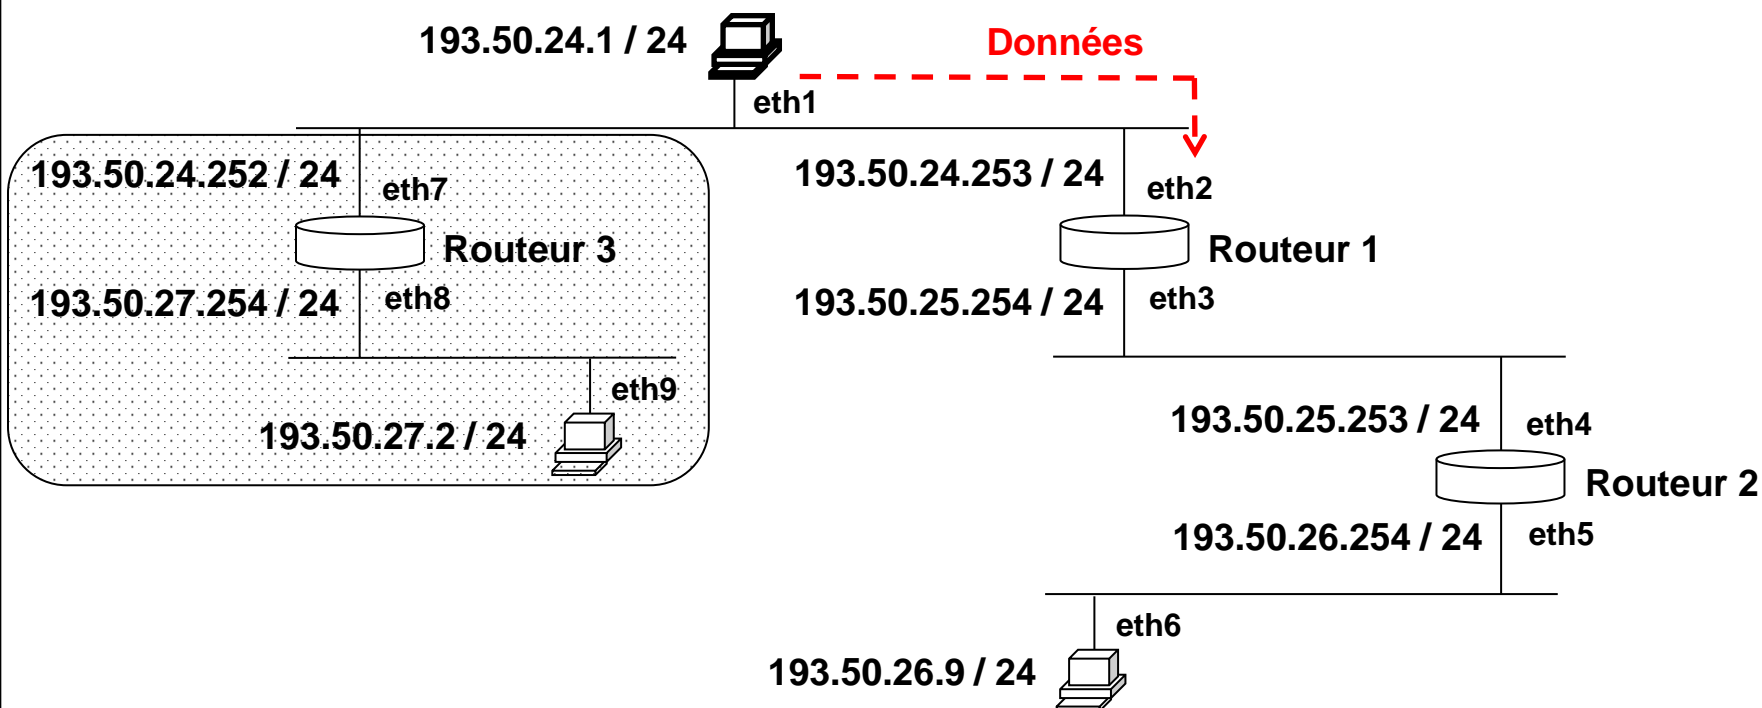 193.50.24.1 / 24
Données
eth1
193.50.24.252 / 24
eth7
193.50.24.253 / 24
eth2
Routeur 3
Routeur 1
193.50.27.254 / 24
eth8
193.50.25.254 / 24
eth3
eth9
193.50.27.2 / 24
193.50.25.253 / 24
eth4
Routeur 2
193.50.26.254 / 24
eth5
eth6
193.50.26.9 / 24